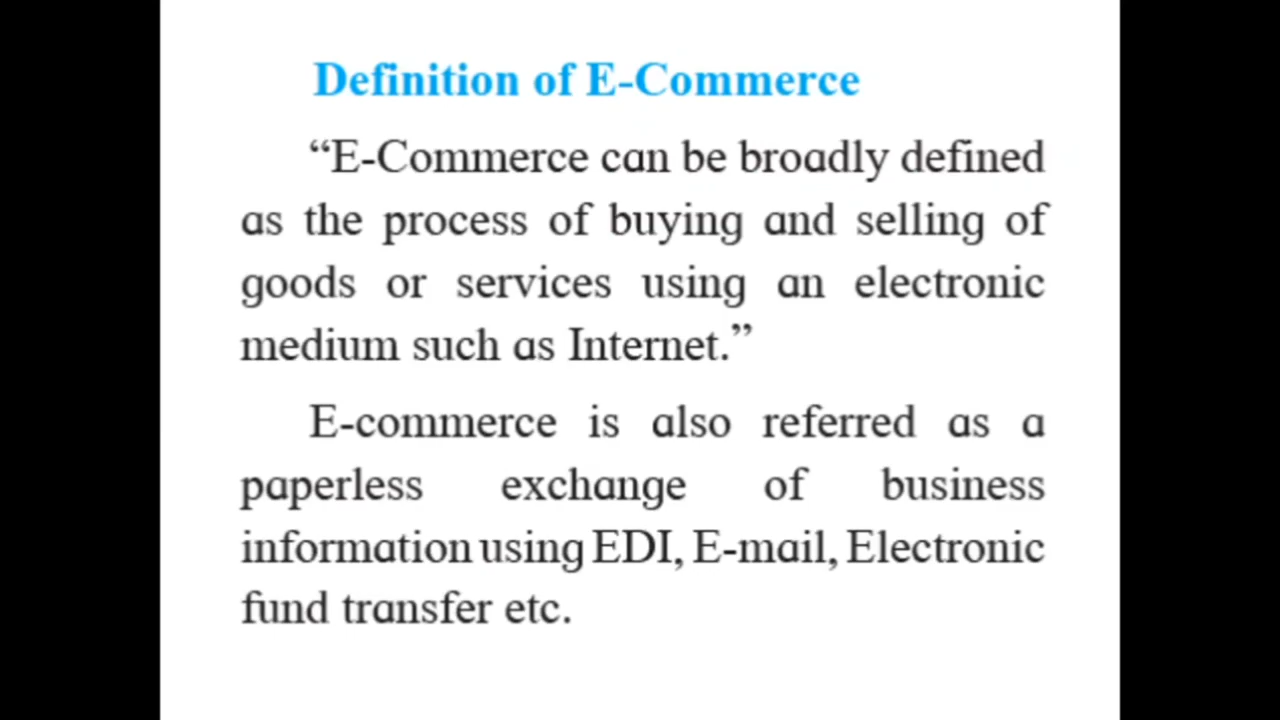 Definition of E-Commerce
“E-Commerce can be broadly defined
as the process of buying and selling of
goods or services using an electronic
medium such as Internet.”
E-commerce is also referred as a
paperless exchange of business
information using EDI, E-mail, Electronic
fund transfer etc.